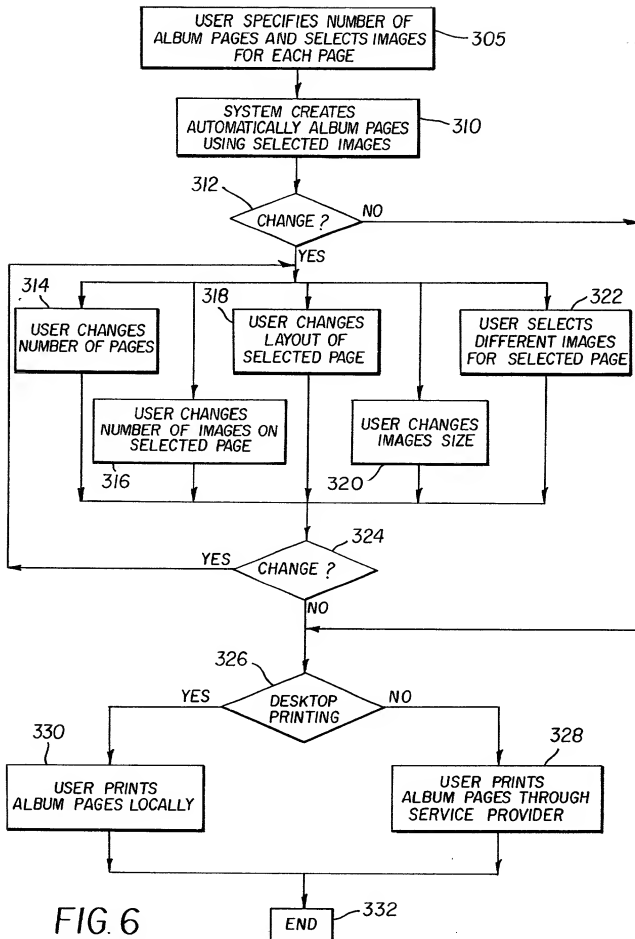 USER SPECIFIES NUMBER OF
ALBUM PAGES AND SELECTS IMAGES
FOR EACH PAGE
305
SYSTEM CREATES
AUTOMATICALLY ALBUM PAGES
USING SELECTED IMAGES
310
312
CHANGE ?
NO
YES
314
USER CHANGES
NUMBER OF PAGES
318
USER CHANGES
LAYOUT OF
SELECTED PAGE
322
USER SELECTS
DIFFERENT IMAGES
FOR SELECTED PAGE
USER CHANGES
NUMBER OF IMAGES ON
SELECTED PAGE
316
USER CHANGES
IMAGES SIZE
320
324
YES
CHANGE ?
NO
326
YES
DESKTOP
PRINTING
NO
330
USER PRINTS
ALBUM PAGES LOCALLY
328
USER PRINTS
ALBUM PAGES THROUGH
SERVICE PROVIDER
FIG. 6
END
332